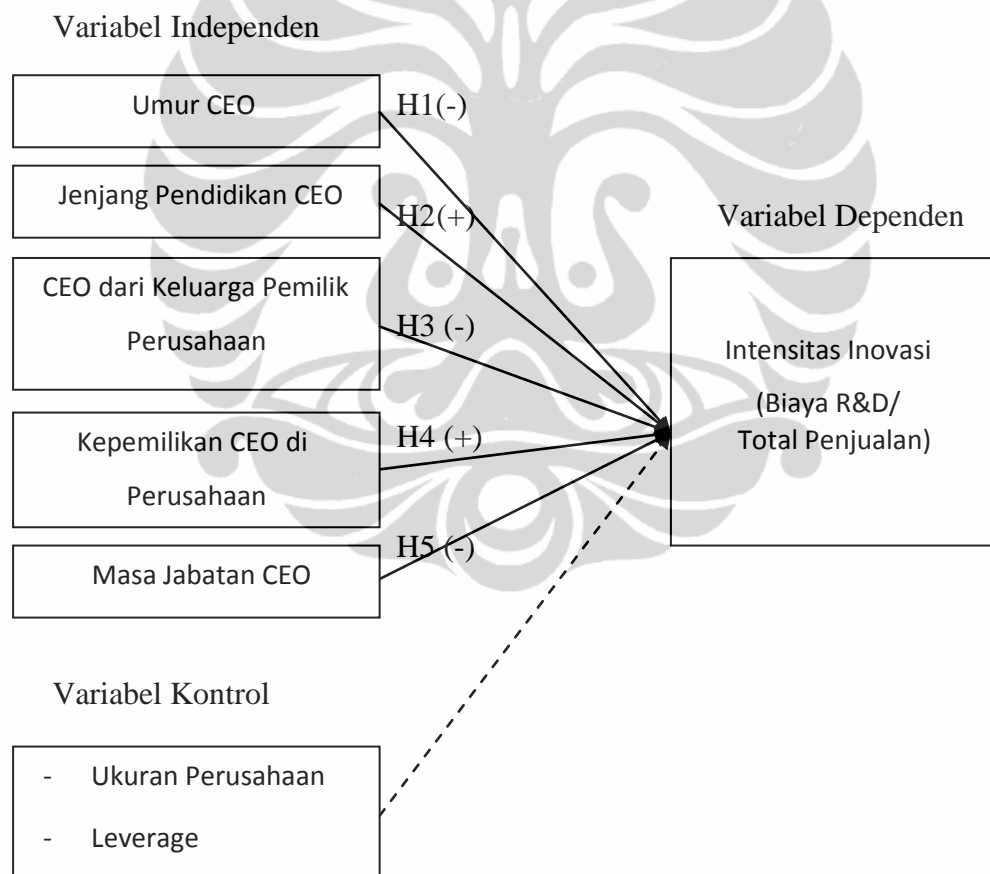 Variabel Independen
Umur CEO
H1(-)
Jenjang Pendidikan CEO
H2(+)
CEO dari Keluarga Pemilik
Perusahaan
H3 (-)
Kepemilikan CEO di
Perusahaan
H4 (+)
Masa Jabatan CEO
H5 (-)
Variabel Dependen
Intensitas Inovasi
(Biaya R&D/
Total Penjualan)
Variabel Kontrol
- Ukuran Perusahaan
- Leverage